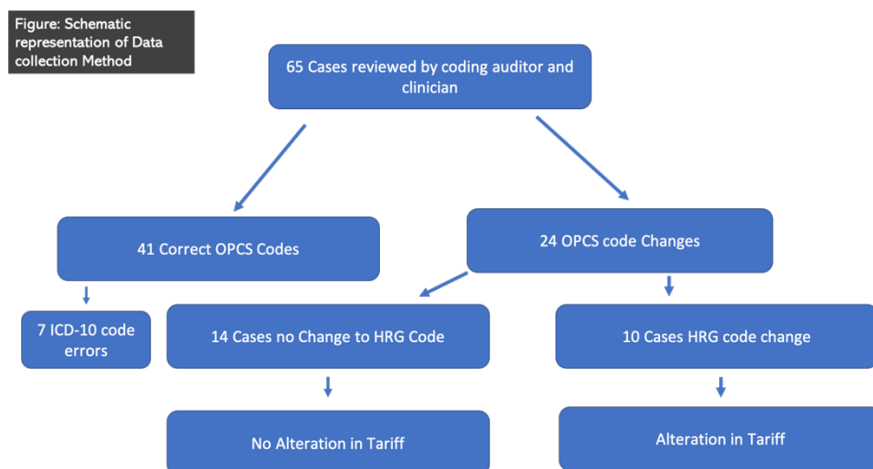 Figure: Schematic
representation of Data
collection Method
65 Cases reviewed by coding auditor and
clinician
41 Correct OPCS Codes
24 OPCS code Changes
7 ICD-10 code
errors
14 Cases no Change to HRG Code
10 Cases HRG code change
No Alteration in Tariff
Alteration in Tariff